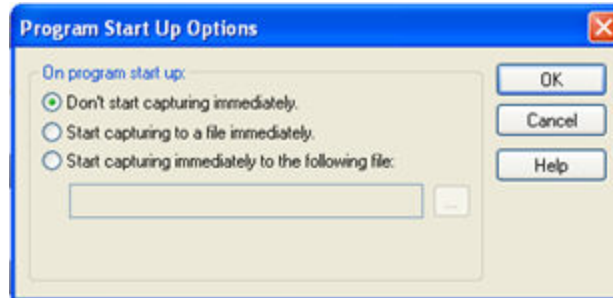 Program Start Up Options
On program start up:
Don't start capturing immediately.
Start capturing to a file immediately.
Start capturing immediately to the following file:
...
OK
Cancel
Help